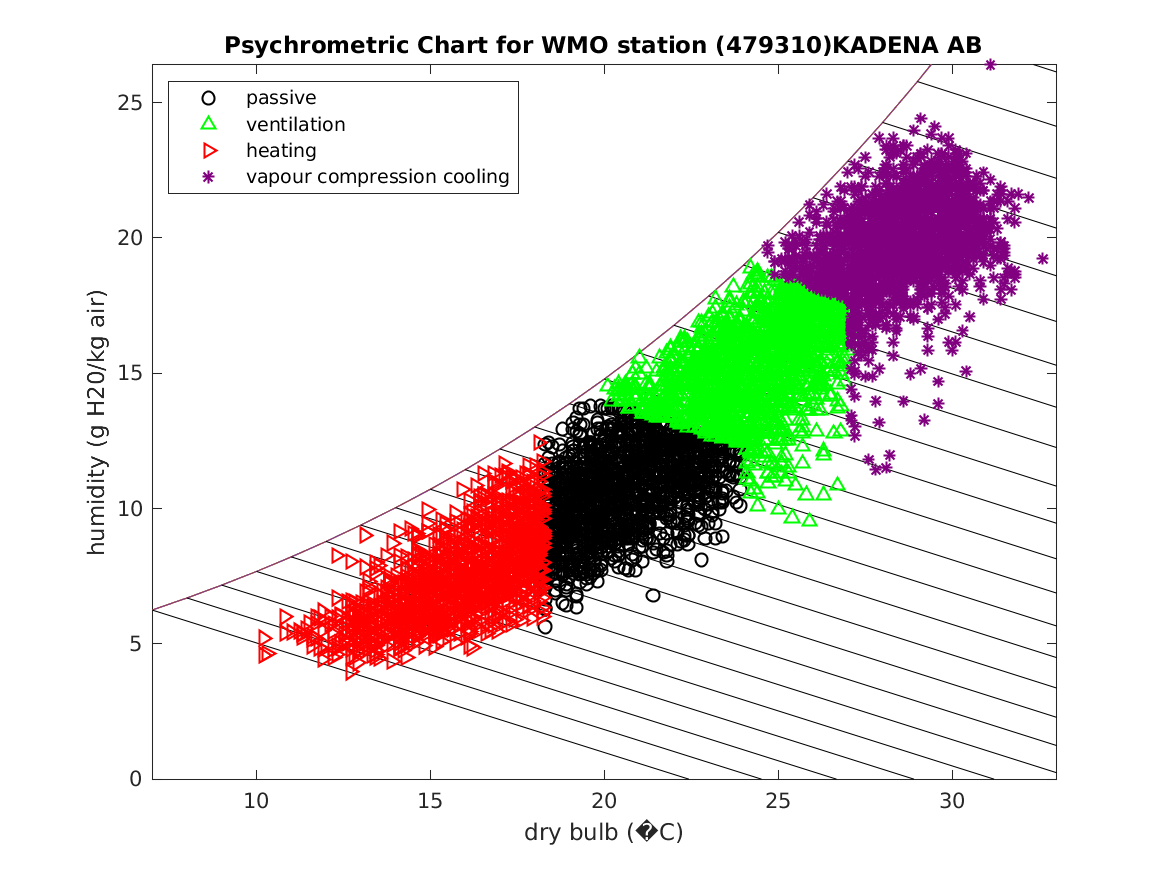 Psychrometric Chart for WMO station (479310)KADENA AB
passive
ventilation
heating
vapour compression cooling
humidity (g H20/kg air)
25
20
15
10
5
0
10 15 20 25 30
dry bulb (�C)